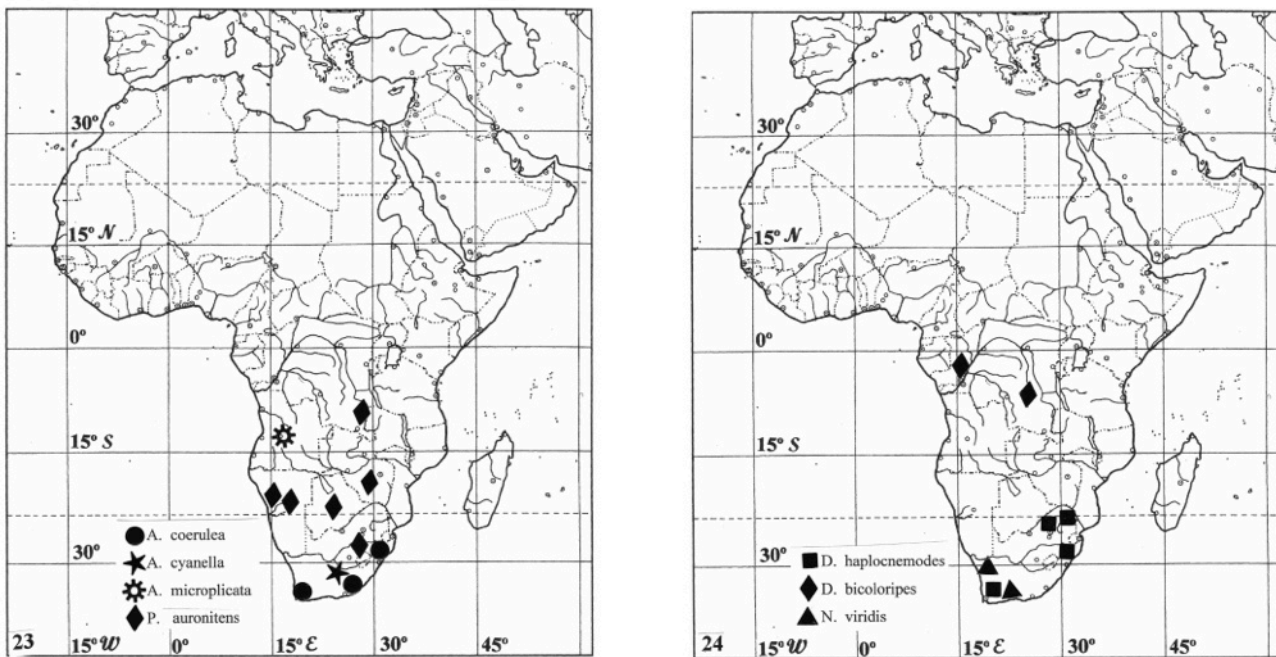 30°
15° N
0°
15° S
A. coerulea
A. cyanella
30°
A. microplicata
P. auronitens
23
15° W
0°
15° E
30°
45°
30°
15° N
0°
15° S
30°
D. haplocnemodes
D. bicoloripes
N. viridis
24
15° W
0°
15° E
30°
45°